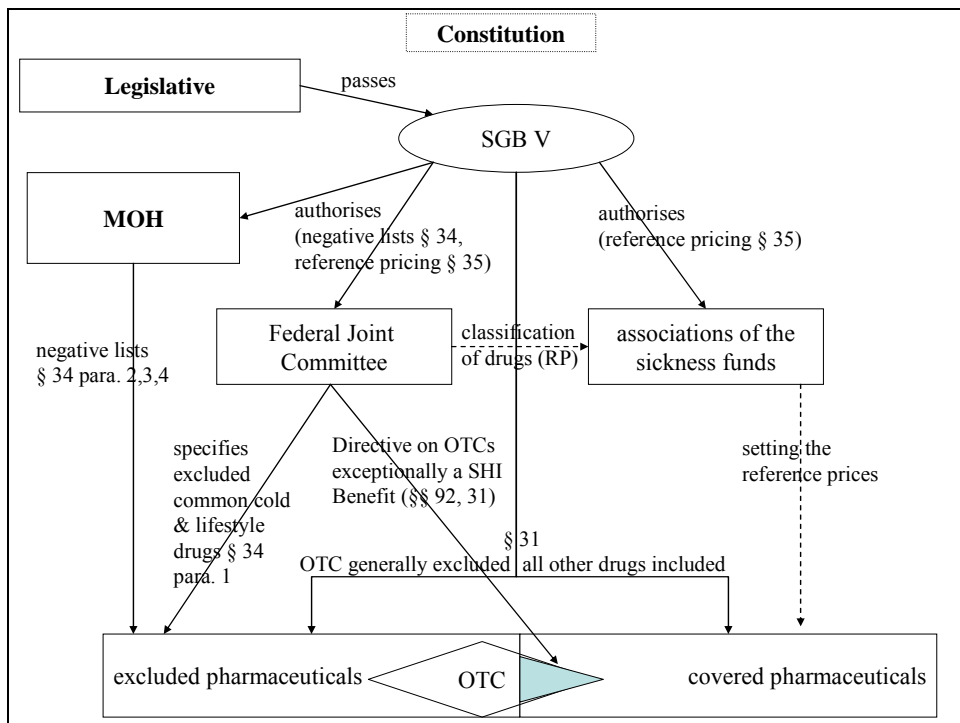 Constitution
Legislative
passes
SGB V
MOH
authorises
(negative lists § 34,
reference pricing § 35)
authorises
(reference pricing § 35)
Federal Joint
Committee
classification
of drugs (RP)
associations of the
sickness funds
negative lists
§ 34 para. 2,3,4
specifies
excluded
common cold
& lifestyle
drugs § 34
para. 1
Directive on OTCs
exceptionally a SHI
Benefit (§§ 92, 31)
setting the
reference prices
§ 31
OTC generally excluded all other drugs included
excluded pharmaceuticals
OTC
covered pharmaceuticals